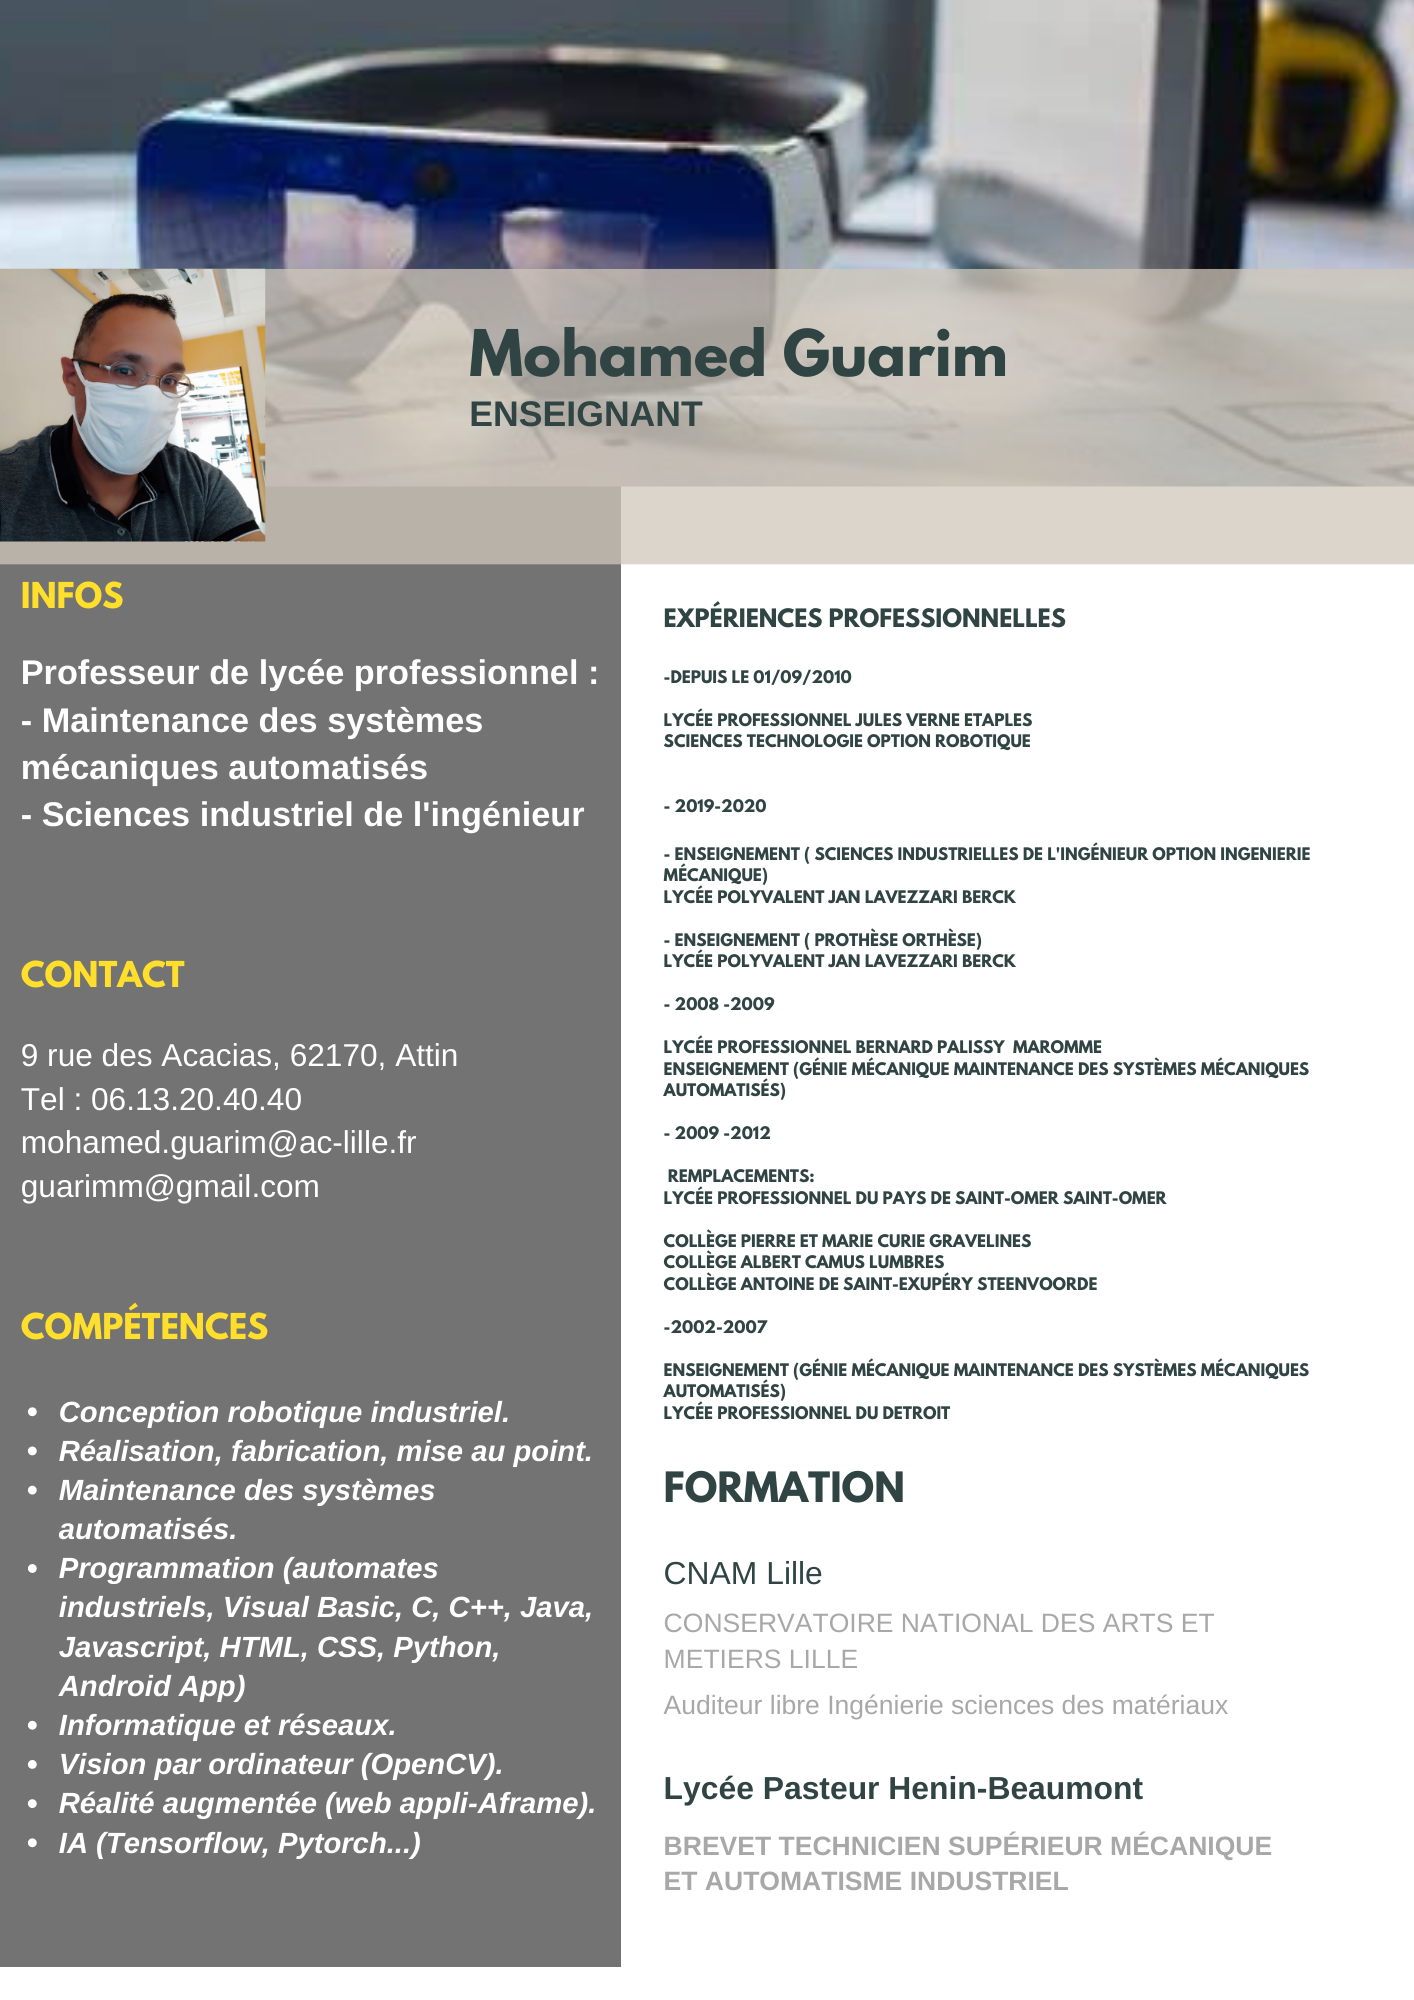 Mohamed Guarim
ENSEIGNANT
INFOS
Professeur de lycée professionnel :
- Maintenance des systèmes
mécaniques automatisés
- Sciences industriel de l'ingénieur
CONTACT
9 rue des Acacias, 62170, Attin
Tel : 06.13.20.40.40
mohamed.guarim@ac-lille.fr
guarimm@gmail.com
COMPÉTENCES
• Conception robotique industriel.
• Réalisation, fabrication, mise au point.
• Maintenance des systèmes
automatisés.
• Programmation (automates
industriels, Visual Basic, C, C++, Java,
Javascript, HTML, CSS, Python,
Android App)
• Informatique et réseaux.
• Vision par ordinateur (OpenCV).
• Réalité augmentée (web appli-Aframe).
• IA (Tensorflow, Pytorch...)
EXPÉRIENCES PROFESSIONNELLES
-DEPUIS LE 01/09/2010
LYCÉE PROFESSIONNEL JULES VERNE ETAPLES
SCIENCES TECHNOLOGIE OPTION ROBOTIQUE
- 2019-2020
- ENSEIGNEMENT ( SCIENCES INDUSTRIELLES DE L'INGÉNIEUR OPTION INGENIERIE
MÉCANIQUE)
LYCÉE POLYVALENT JAN LAVEZZARI BERCK
- ENSEIGNEMENT ( PROTHÈSE ORTHÈSE)
LYCÉE POLYVALENT JAN LAVEZZARI BERCK
- 2008 -2009
LYCÉE PROFESSIONNEL BERNARD PALISSY MAROMME
ENSEIGNEMENT (GÉNIE MÉCANIQUE MAINTENANCE DES SYSTÈMES MÉCANIQUES
AUTOMATISÉS)
- 2009 -2012
REMPLACEMENTS:
LYCÉE PROFESSIONNEL DU PAYS DE SAINT-OMER SAINT-OMER
COLLÈGE PIERRE ET MARIE CURIE GRAVELINES
COLLÈGE ALBERT CAMUS LUMBRES
COLLÈGE ANTOINE DE SAINT-EXUPÉRY STEENVOORDE
-2002-2007
ENSEIGNEMENT (GÉNIE MÉCANIQUE MAINTENANCE DES SYSTÈMES MÉCANIQUES
AUTOMATISÉS)
LYCÉE PROFESSIONNEL DU DETROIT
FORMATION
CNAM Lille
CONSERVATOIRE NATIONAL DES ARTS ET
METIERS LILLE
Auditeur libre Ingénierie sciences des matériaux
Lycée Pasteur Henin-Beaumont
BREVET TECHNICIEN SUPÉRIEUR MÉCANIQUE
ET AUTOMATISME INDUSTRIEL